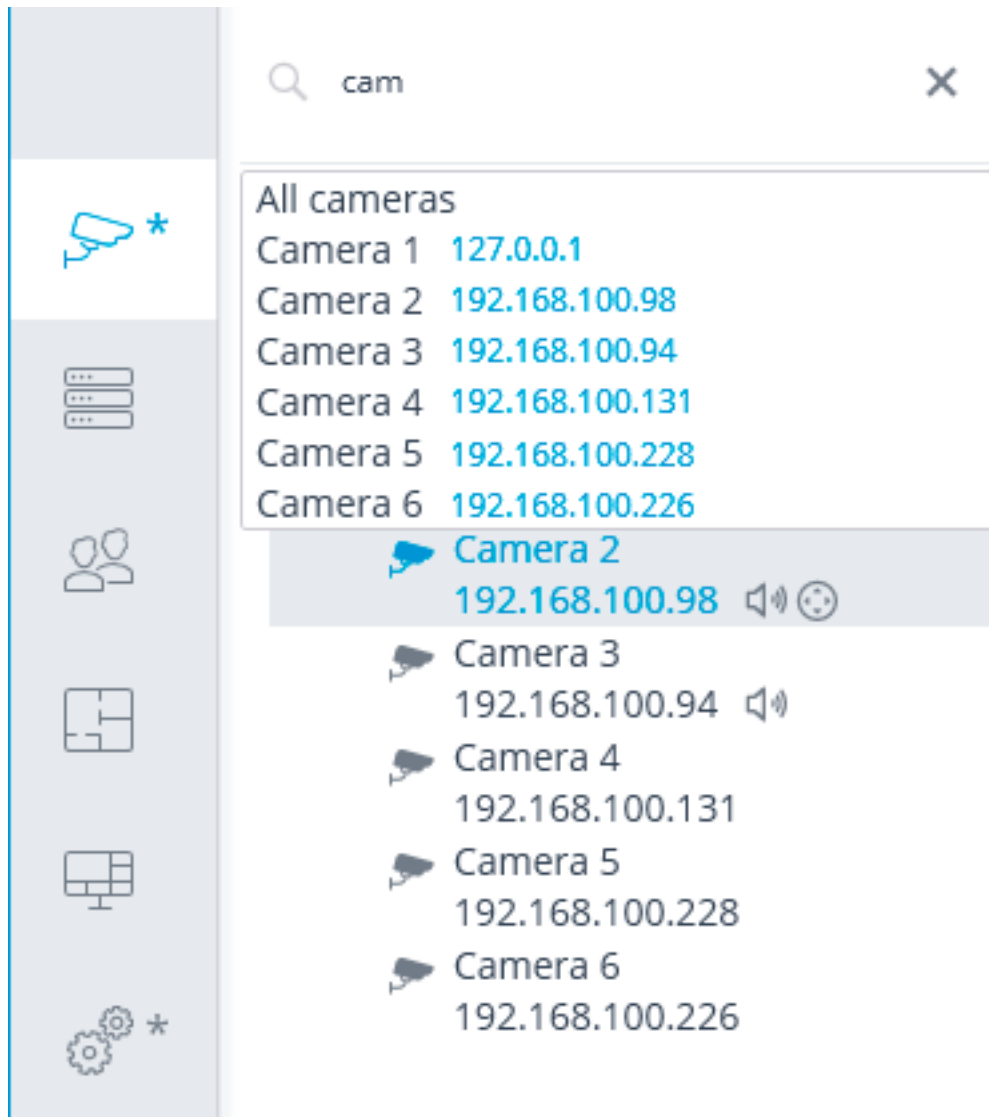 cam
All cameras
Camera 1 127.0.0.1
Camera 2 192.168.100.98
Camera 3 192.168.100.94
Camera 4 192.168.100.131
Camera 5 192.168.100.228
Camera 6 192.168.100.226
Camera 2
192.168.100.98
Camera 3
192.168.100.94
Camera 4
192.168.100.131
Camera 5
192.168.100.228
Camera 6
192.168.100.226